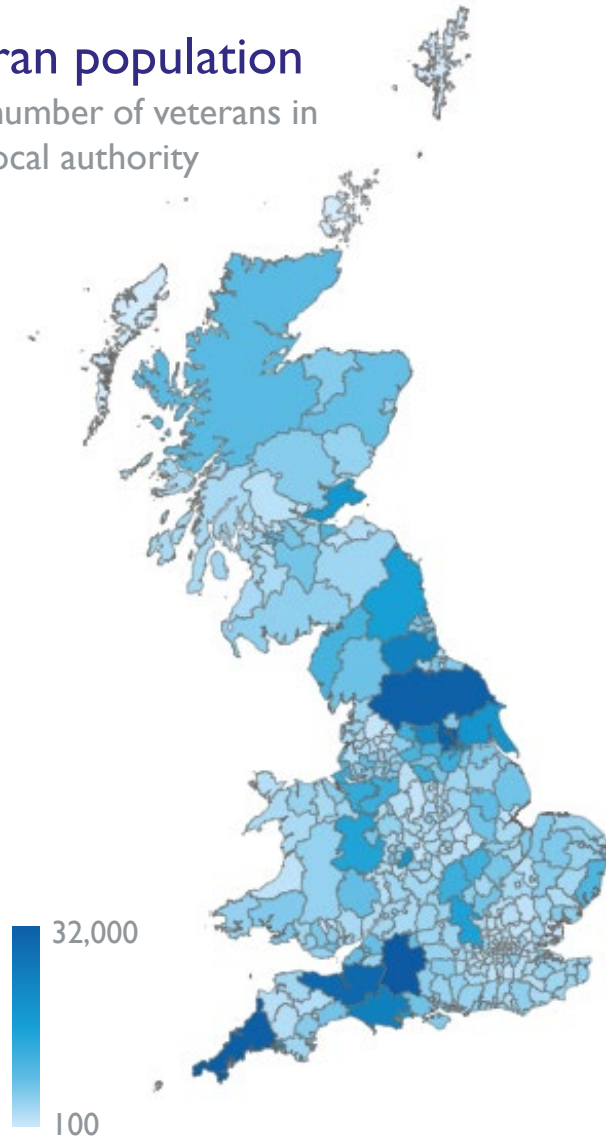 ran population
number of veterans in
ocal authority
32,000
100